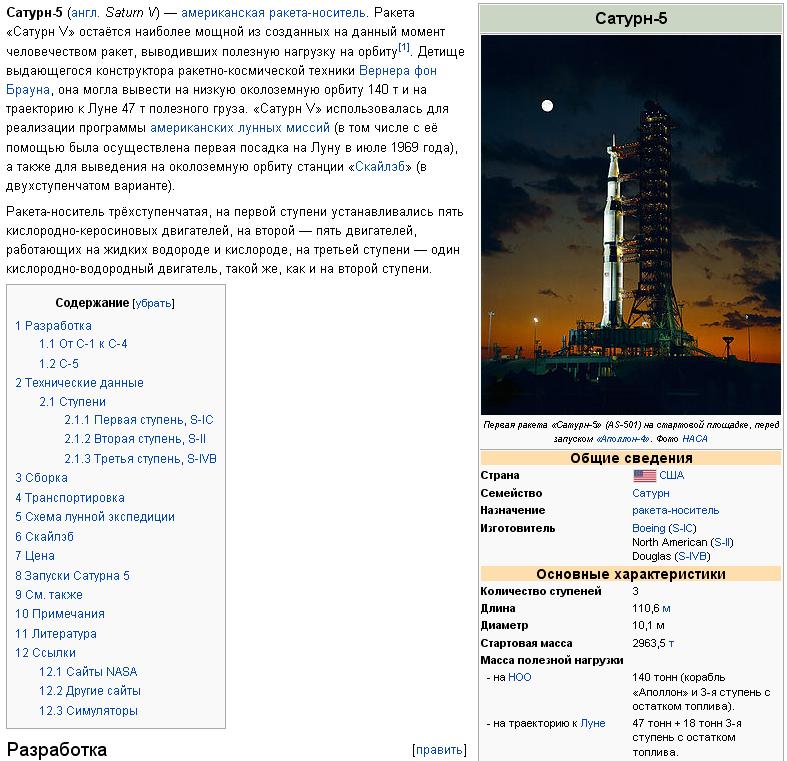 Сатурн-5 (англ. Saturn V) — американская ракета-носитель. Ракета
«Сатурн V» остаётся наиболее мощной из созданных на данный момент
человечеством ракет, выводивших полезную нагрузку на орбиту[1]. Детище
выдающегося конструктора ракетно-космической техники Вернера фон
Брауна, она могла вывести на низкую околоземную орбиту 140 т и на
траекторию к Луне 47 т полезного груза. «Сатурн V» использовалась для
реализации программы американских лунных миссий (в том числе с её
помощью была осуществлена первая посадка на Луну в июле 1969 года),
а также для выведения на околоземную орбиту станции «Скайлэб» (в
двухступенчатом варианте).
Ракета-носитель трёхступенчатая, на первой ступени устанавливались пять
кислородно-керосиновых двигателей, на второй — пять двигателей,
работающих на жидких водороде и кислороде, на третьей ступени — один
кислородно-водородный двигатель, такой же, как и на второй ступени.
Содержание [убрать]
1 Разработка
1.1 От С-1 к С-4
1.2 С-5
2 Технические данные
2.1 Ступени
2.1.1 Первая ступень, S-IC
2.1.2 Вторая ступень, S-II
2.1.3 Третья ступень, S-IVB
3 Сборка
4 Транспортировка
5 Схема лунной экспедиции
6 Скайлэб
7 Цена
8 Запуски Сатурна 5
9 См. также
10 Примечания
11 Литература
12 Ссылки
12.1 Сайты NASA
12.2 Другие сайты
12.3 Симуляторы
Разработка [править]
Сатурн-5
Первая ракета «Сатурн-5» (AS-501) на стартовой площадке, перед
запуском «Аполлон-4». Фото НАСА
Общие сведения
Страна США
Семейство Сатурн
Назначение ракета-носитель
Изготовитель Boeing (S-IC)
North American (S-II)
Douglas (S-IVB)
Основные характеристики
Количество ступеней 3
Длина 110,6 м
Диаметр 10,1 м
Стартовая масса 2963,5 т
Масса полезной нагрузки
- на НОО 140 тонн (корабль
«Аполлон» и 3-я ступень с
остатком топлива).
- на траекторию к Луне 47 тонн + 18 тонн 3-я
ступень с остатком
топлива.